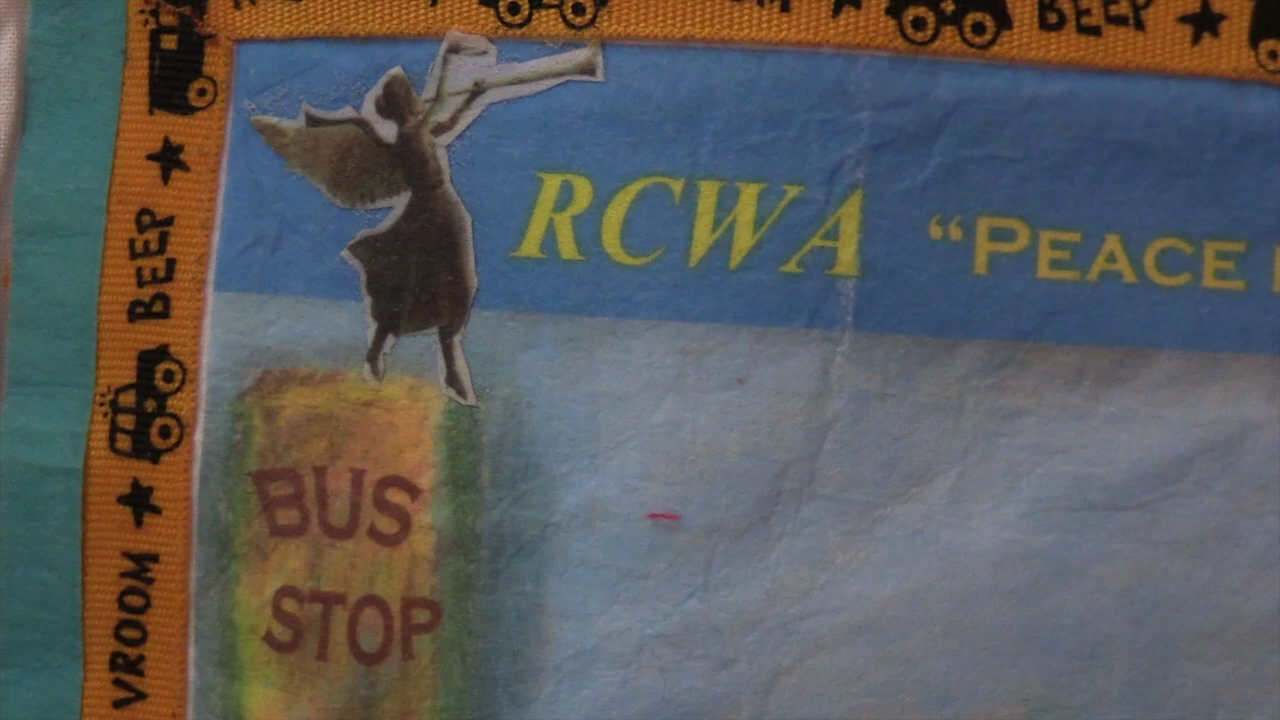 BEEP
RCWA "PEACE
BEEP
BUS
STOP
VROOM